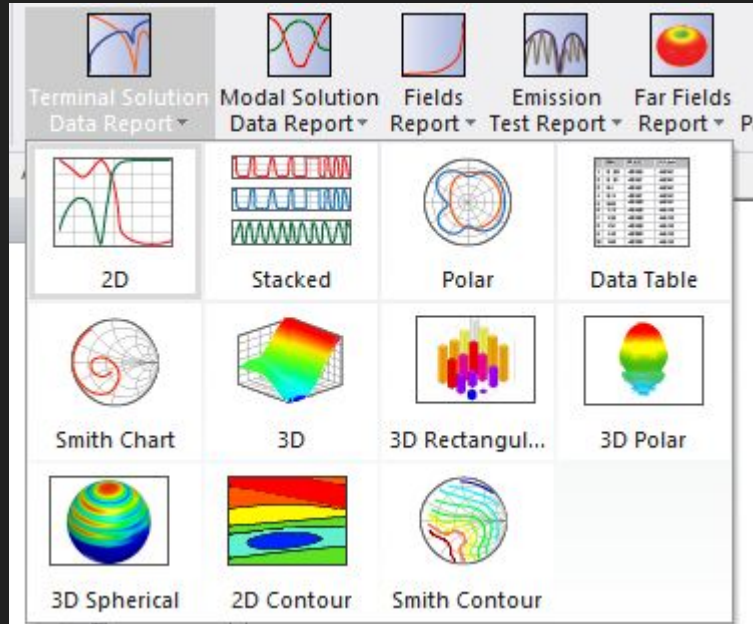 Terminal Solution Data Report
Modal Solution Data Report
Fields Report
Emission Test Report
Far Fields Report
P
2D
Stacked
Polar
Data Table
Smith Chart
3D
3D Rectangul...
3D Polar
3D Spherical
2D Contour
Smith Contour